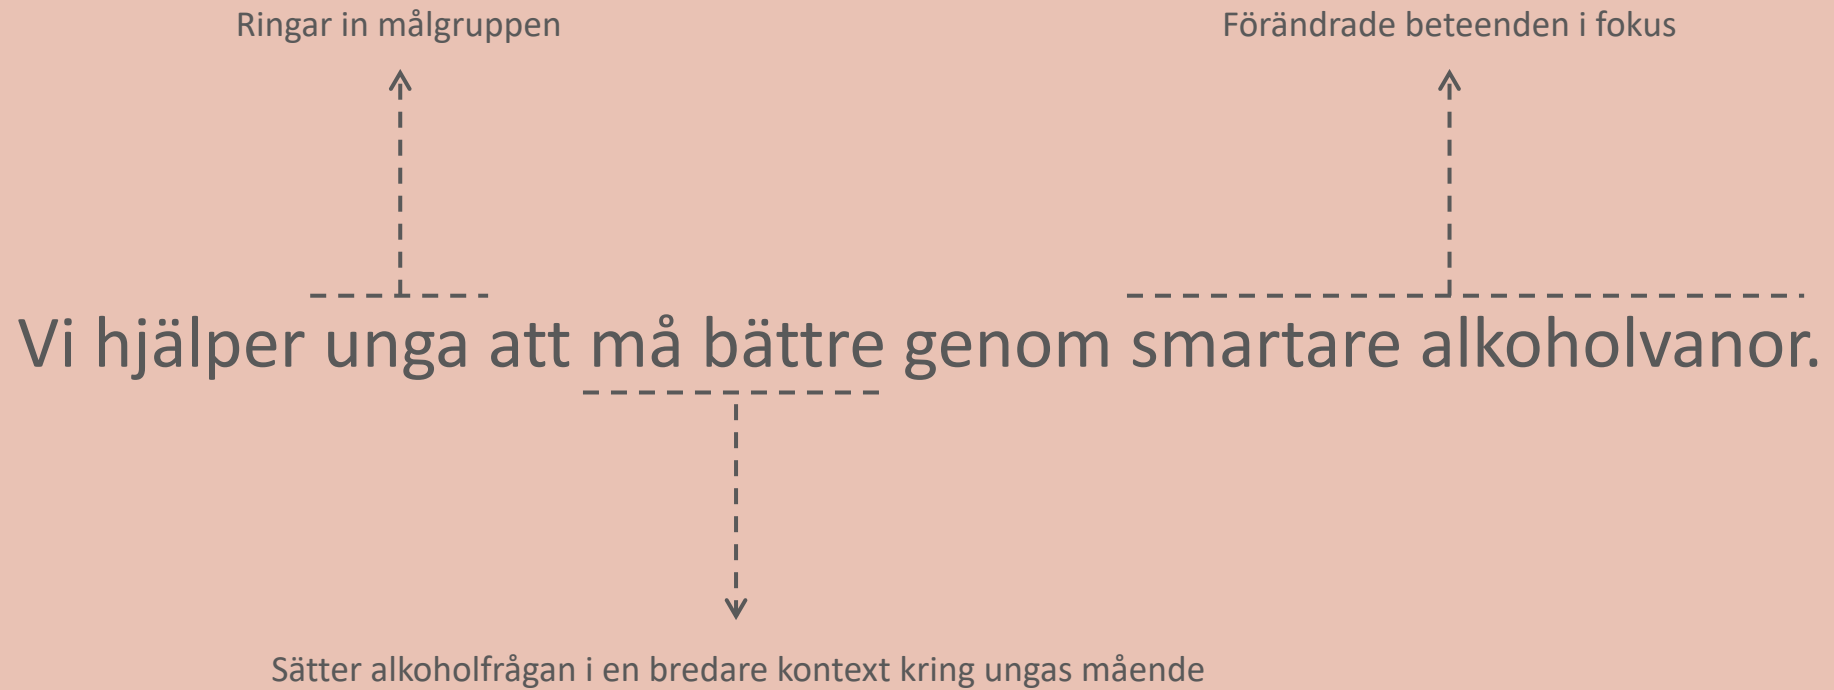 Ringar in målgruppen
Förändrade beteenden i fokus
Vi hjälper unga att må bättre genom smartare alkoholvanor.
Sätter alkoholfrågan i en bredare kontext kring ungas mående